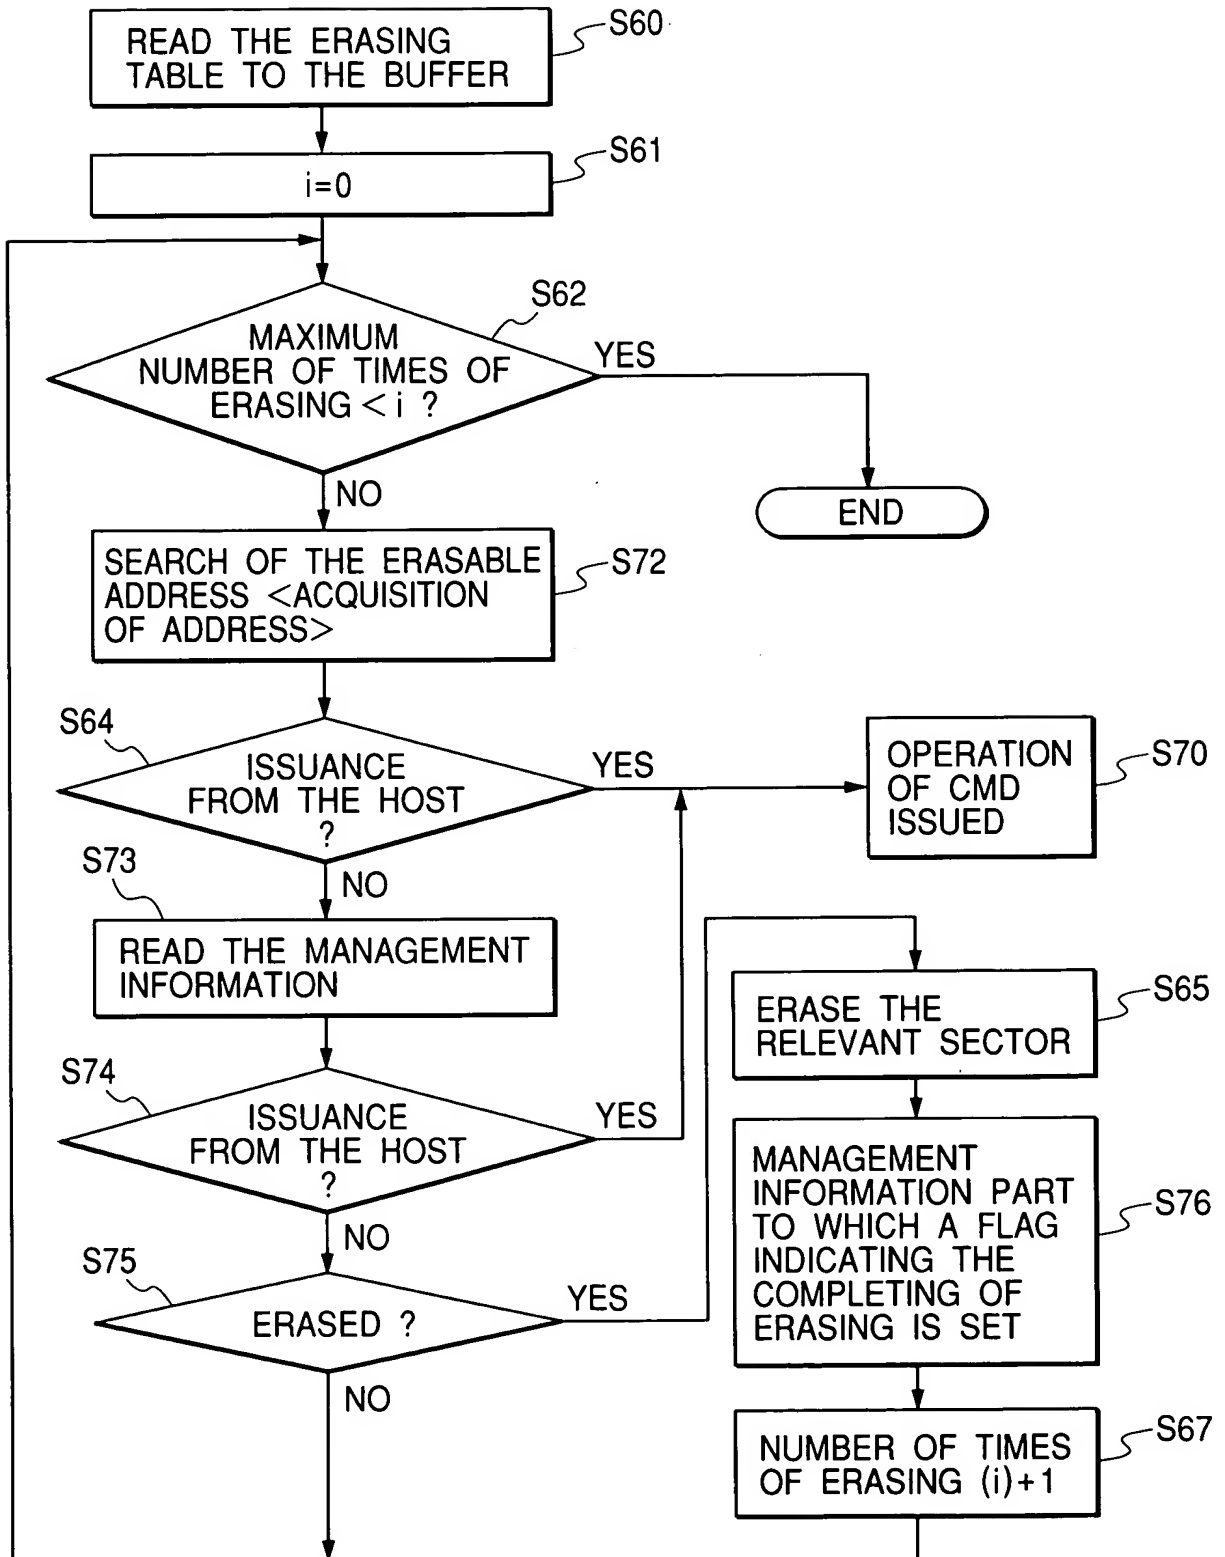 READ THE ERASING
TABLE TO THE BUFFER
S60
i=0
S61
S62
MAXIMUM
NUMBER OF TIMES OF
ERASING < i ?
YES
NO
END
SEARCH OF THE ERASABLE
ADDRESS <ACQUISITION
OF ADDRESS>
S72
S64
ISSUANCE
FROM THE HOST
?
YES
NO
OPERATION
OF CMD
ISSUED
S70
S73
READ THE MANAGEMENT
INFORMATION
S74
ISSUANCE
FROM THE HOST
?
YES
NO
S75
ERASED ?
YES
NO
ERASE THE
RELEVANT SECTOR
S65
MANAGEMENT
INFORMATION PART
TO WHICH A FLAG
INDICATING THE
COMPLETING OF
ERASING IS SET
S76
NUMBER OF TIMES
OF ERASING (i)+1
S67